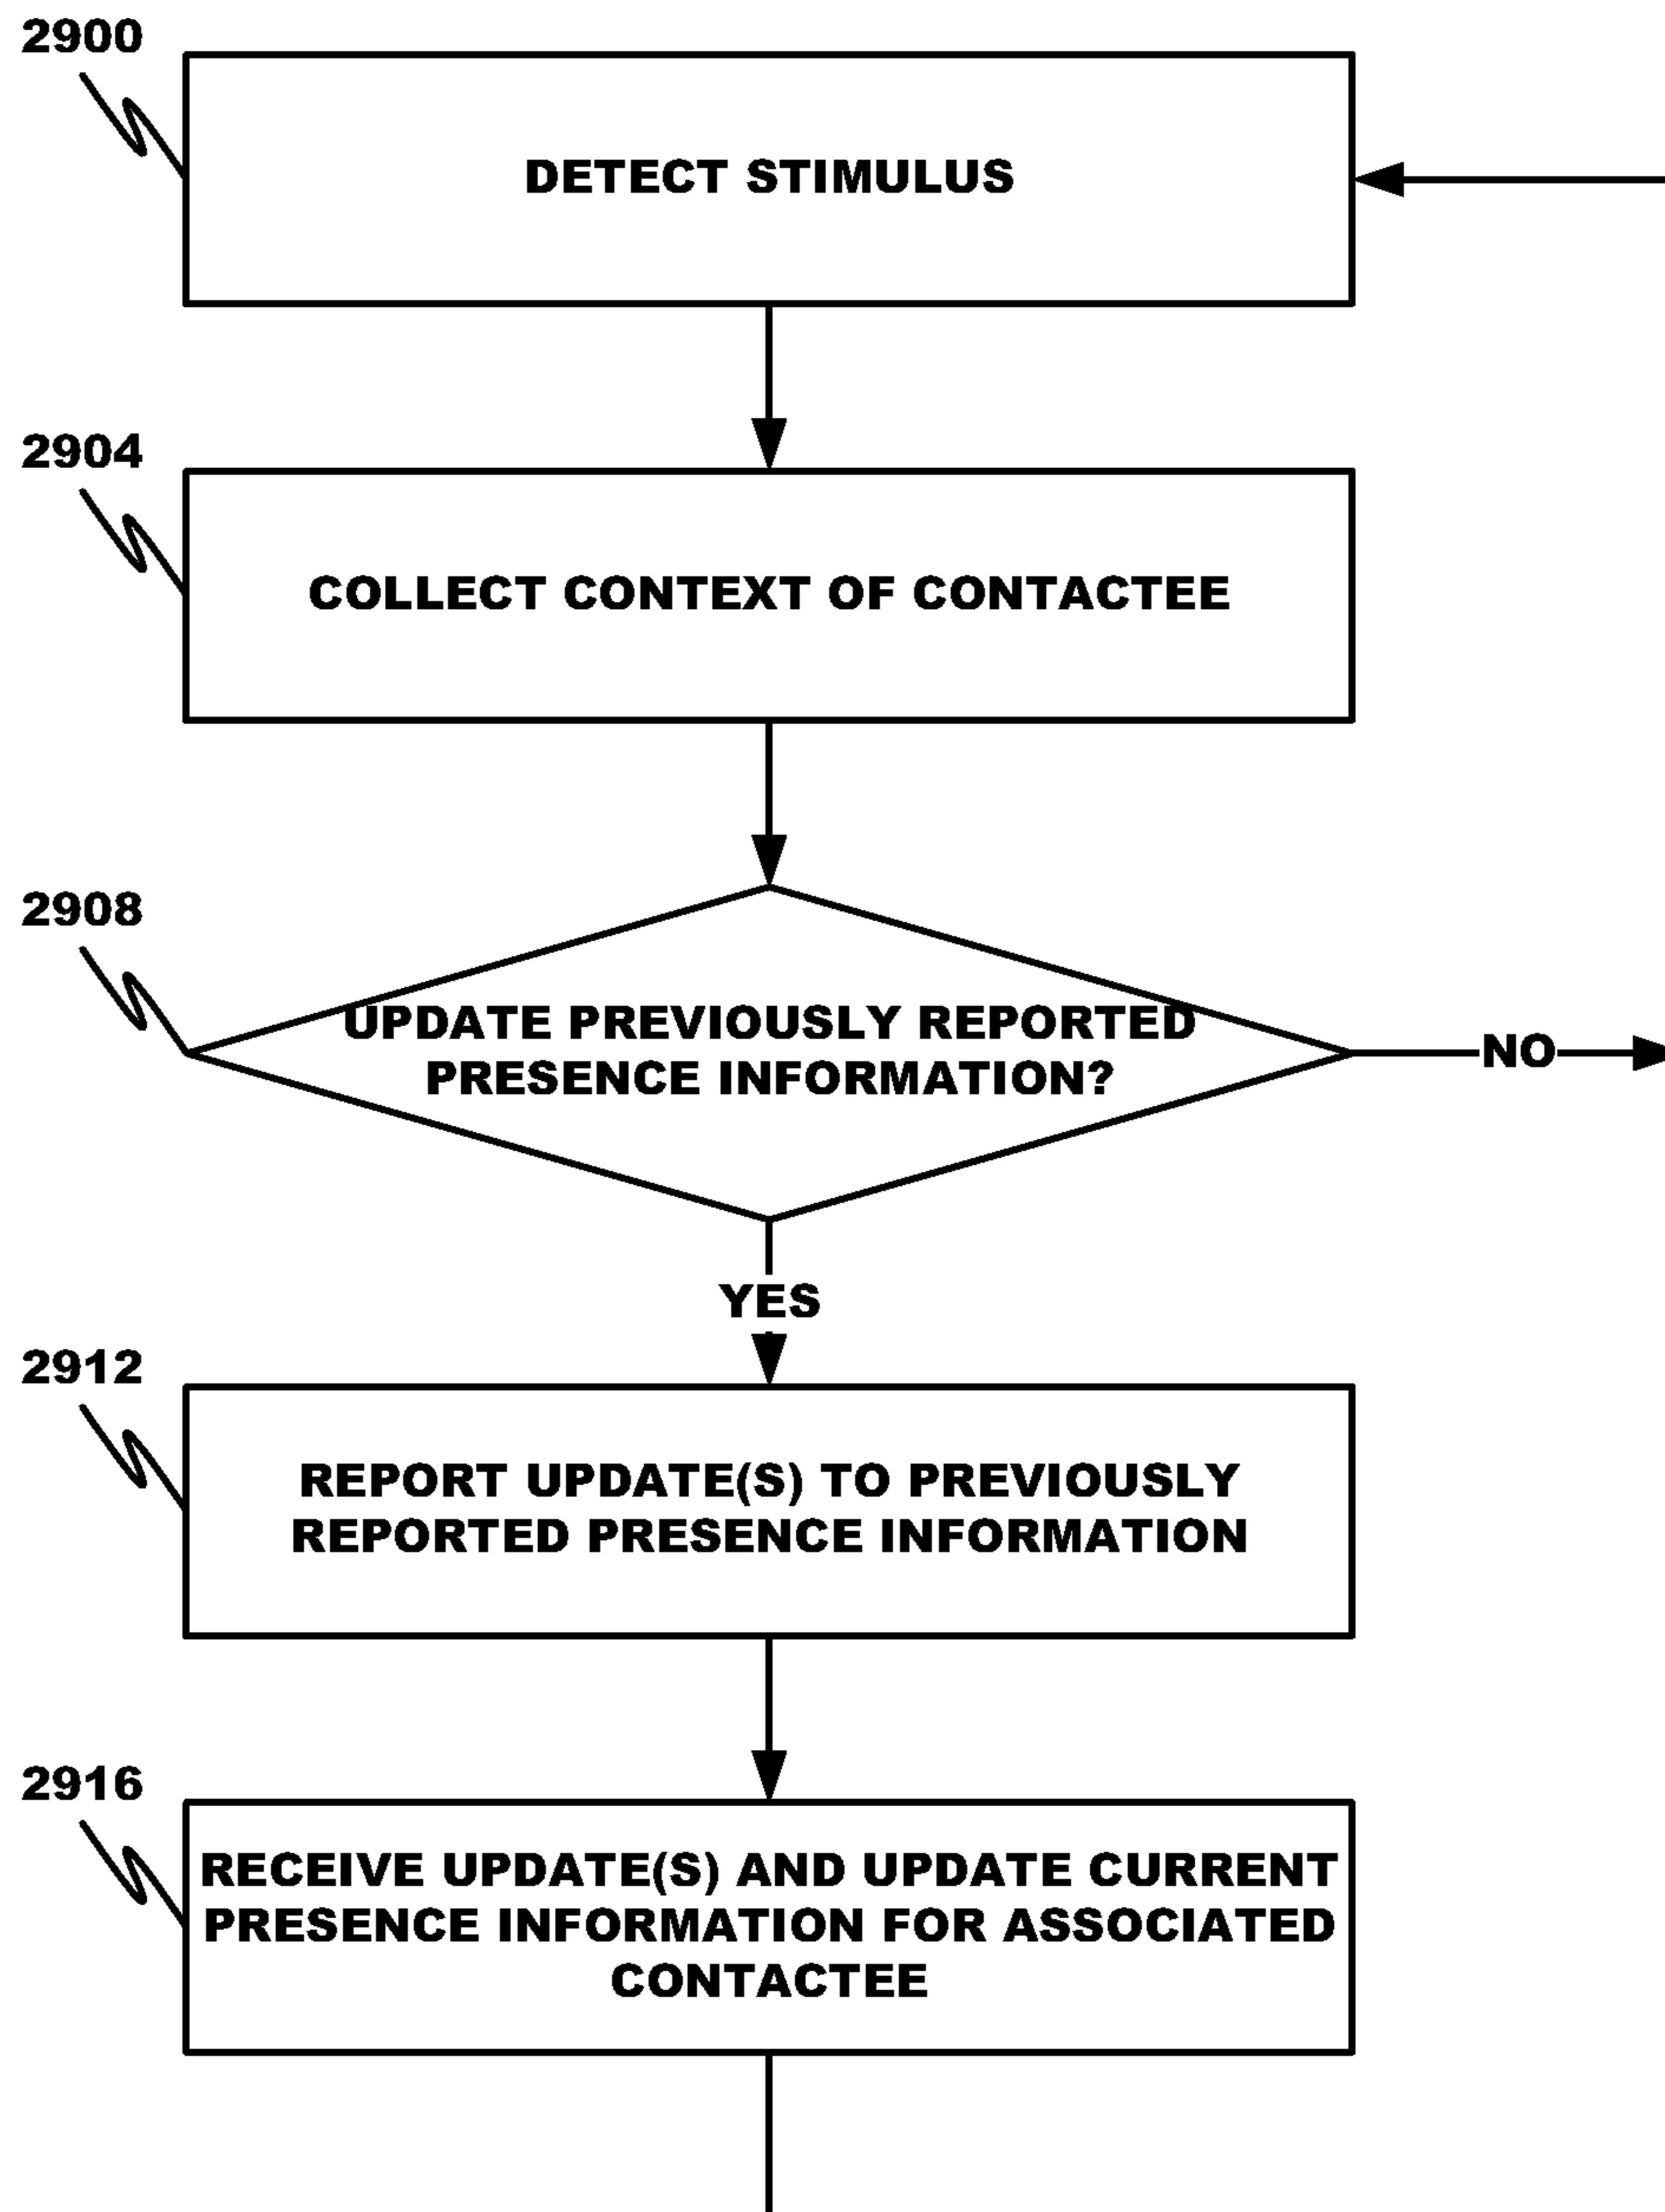 2900
DETECT STIMULUS
2904
COLLECT CONTEXT OF CONTACTEE
2908
UPDATE PREVIOUSLY REPORTED
PRESENCE INFORMATION?
NO
YES
2912
REPORT UPDATE(S) TO PREVIOUSLY
REPORTED PRESENCE INFORMATION
2916
RECEIVE UPDATE(S) AND UPDATE CURRENT
PRESENCE INFORMATION FOR ASSOCIATED
CONTACTEE